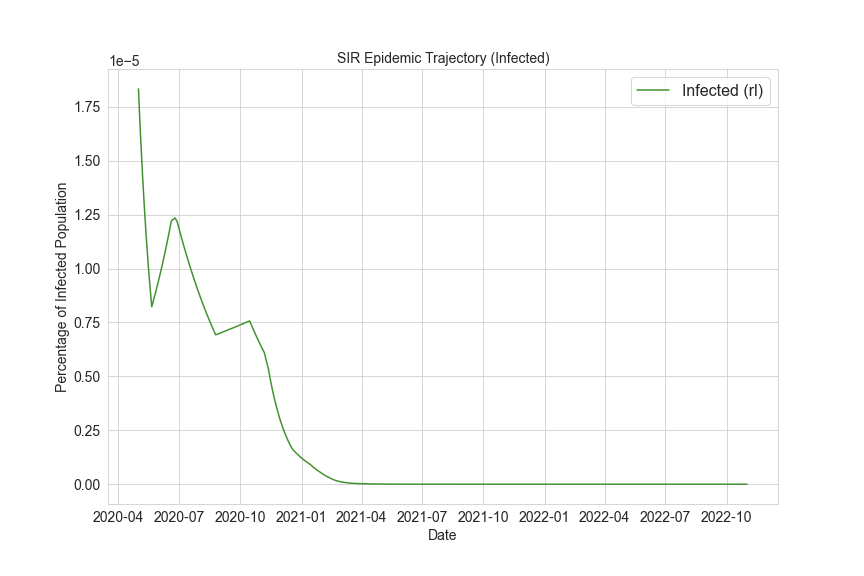 SIR Epidemic Trajectory (Infected)
1e−5
Infected (rI)
1.75
1.50
1.25
1.00
0.75
0.50
0.25
0.00
Percentage of Infected Population
2020-04 2020-07 2020-10 2021-01 2021-04 2021-07 2021-10 2022-01 2022-04 2022-07 2022-10
Date